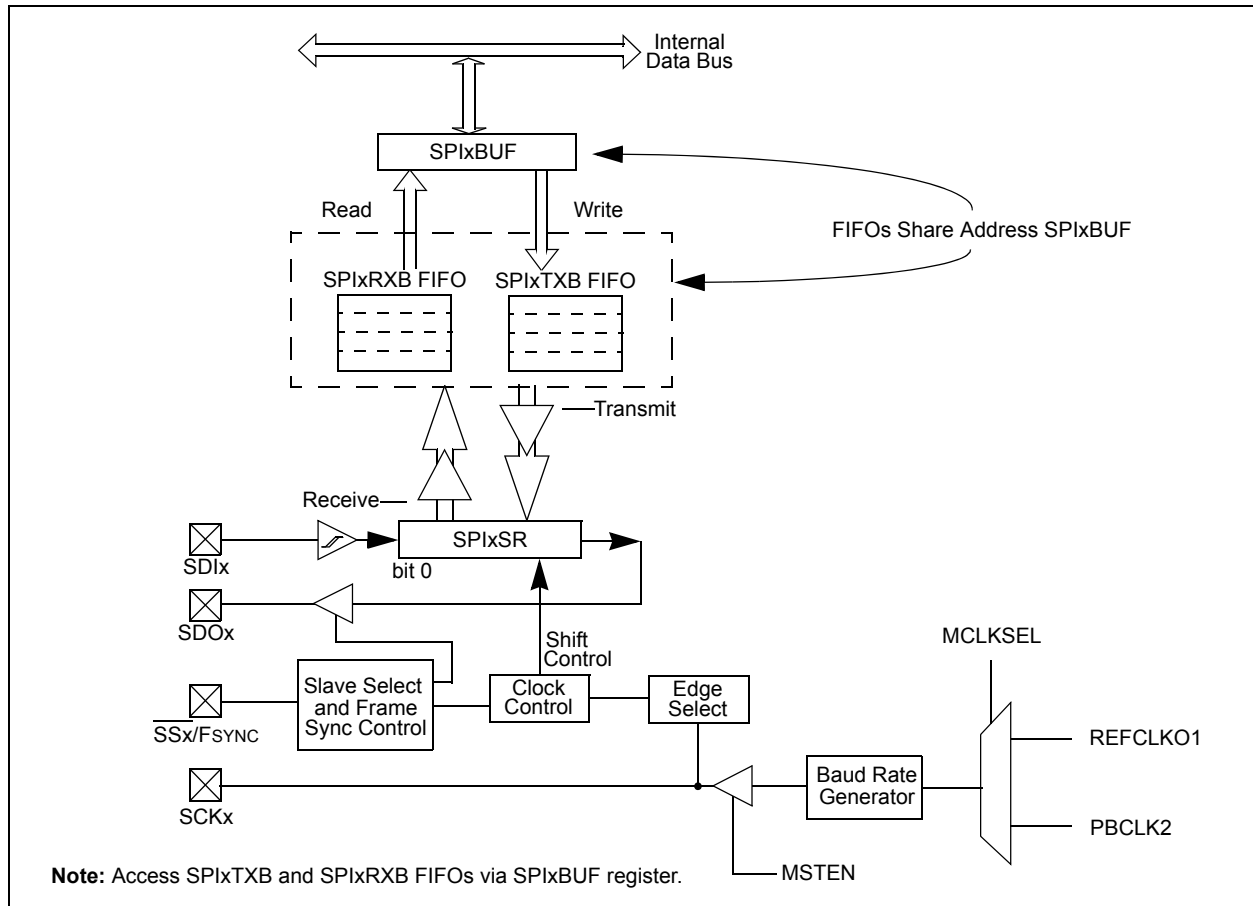 Internal
Data Bus
SPIxBUF
Read
Write
FIFOs Share Address SPIxBUF
SPIxRXB FIFO
SPIxTXB FIFO
Transmit
Receive
SPIxSR
SDIx
bit 0
SDOx
Shift
Control
MCLKSEL
Slave Select
and Frame
Sync Control
Clock
Control
Edge
Select
SSx/FSYNC
REFCLKO1
Baud Rate
Generator
SCKx
PBCLK2
MSTEN
Note: Access SPIxTXB and SPIxRXB FIFOs via SPIxBUF register.